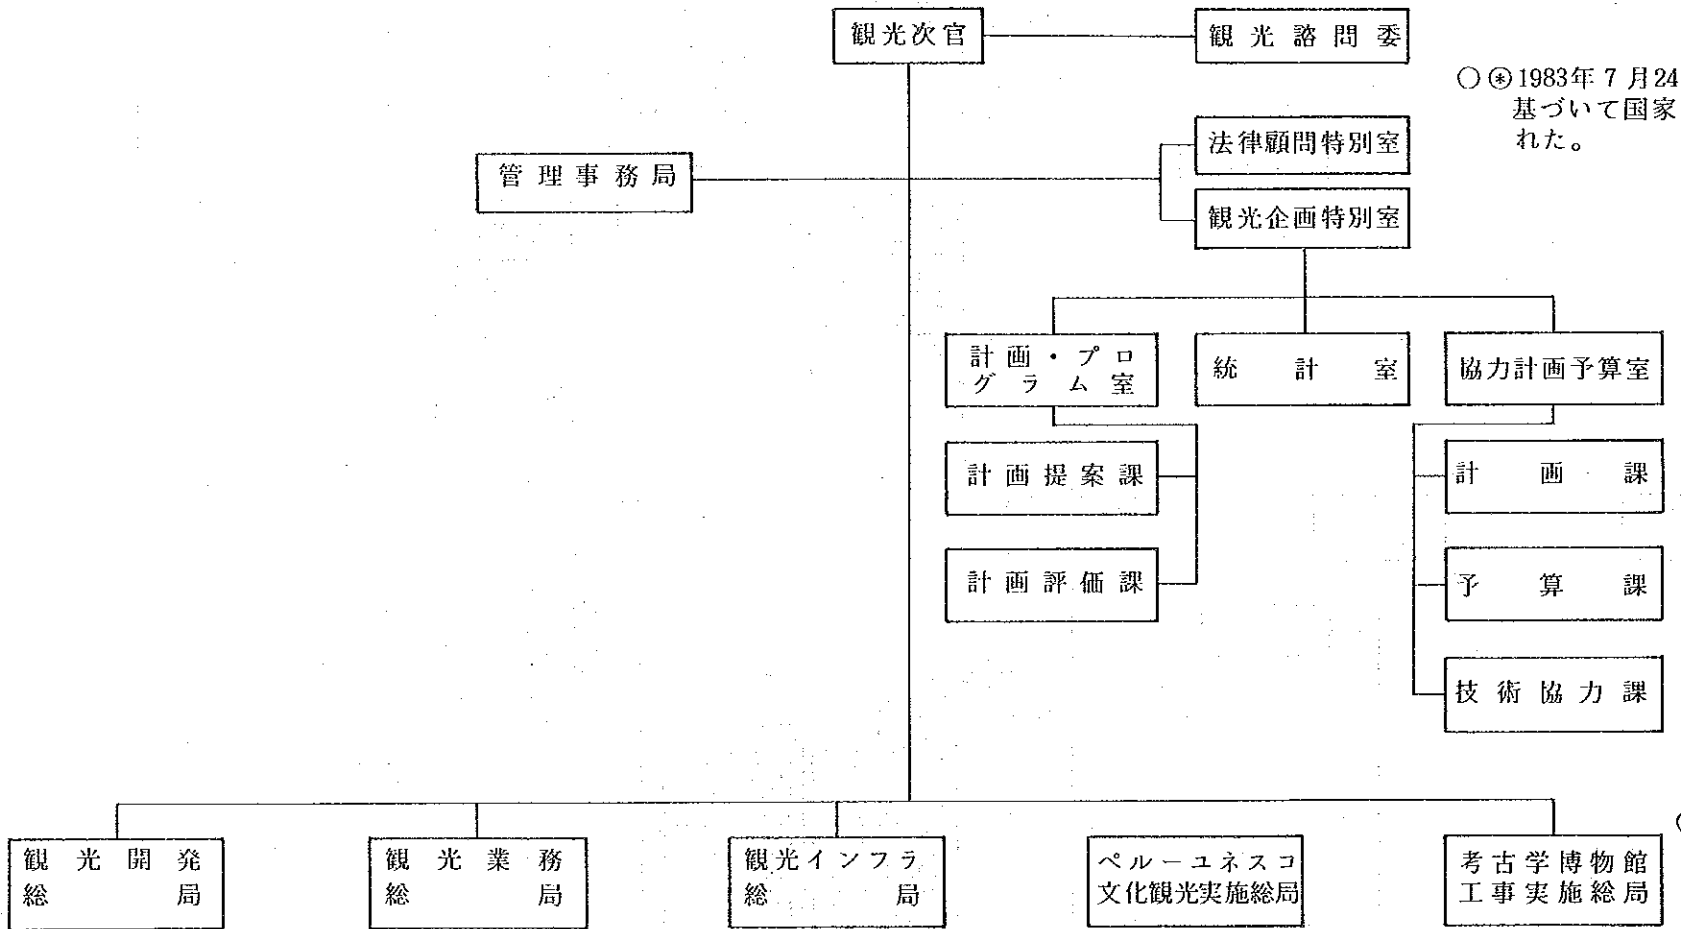 観光次官
観光諮問委
○㊛1983年7月24
基づいて国家
れた。
法律顧問特別室
管理事務局
観光企画特別室
計画・プロ
グラム室
統計室
協力計画予算室
計画提案課
計画課
計画評価課
予算課
技術協力課
観光開発
総局
観光業務
総局
観光インフラ
総局
ペルーユネスコ
文化観光実施総局
考古学博物館
工事実施総局